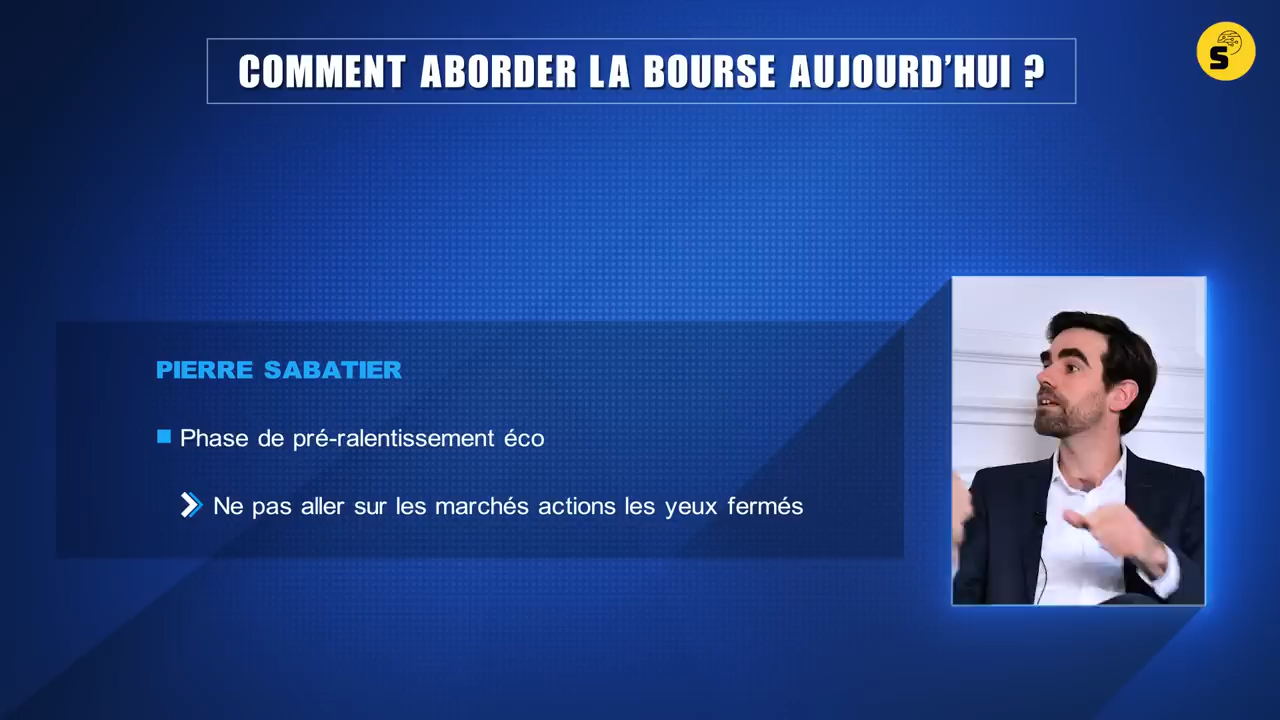 COMMENT ABORDER LA BOURSE AUJOURD'HUI ?
S
PIERRE SABATIER
Phase de pré-ralentissement éco
Ne pas aller sur les marchés actions les yeux fermés